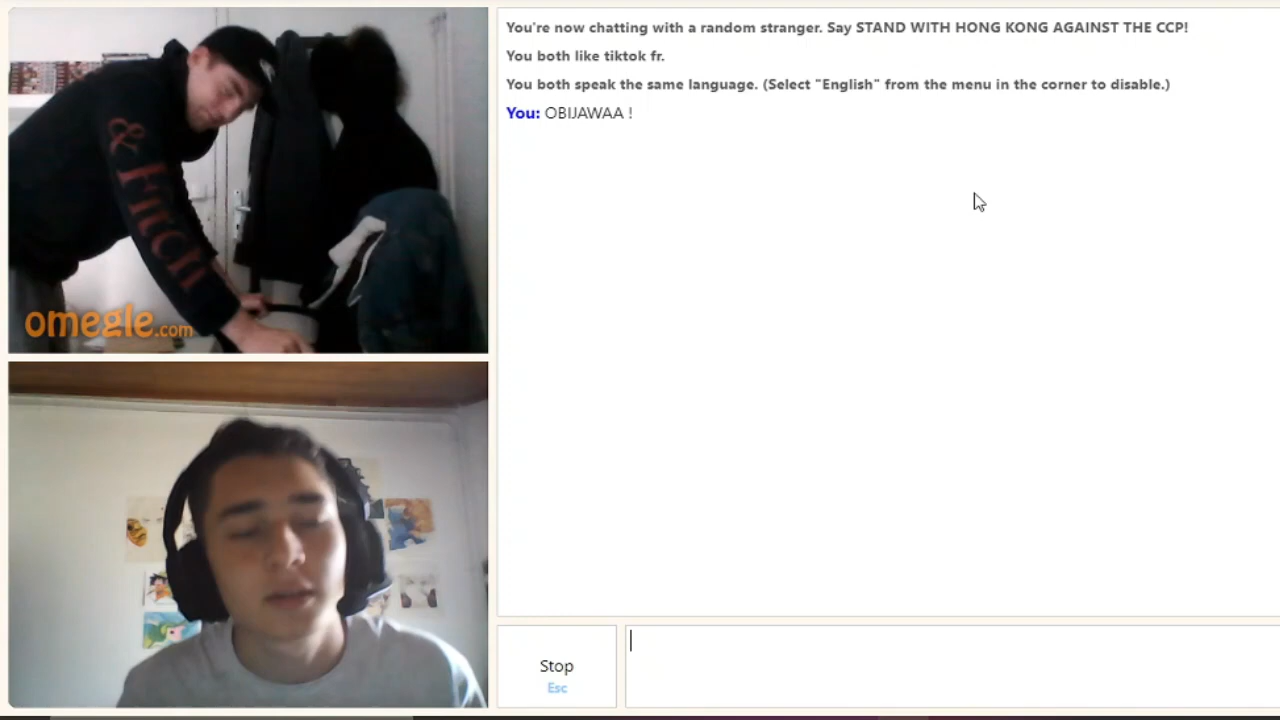 You're now chatting with a random stranger. Say STAND WITH HONG KONG AGAINST THE CCP!
You both like tiktok fr.
You both speak the same language. (Select "English" from the menu in the corner to disable.)
You: OBIJAWAA !
& Fitch
omegle.com
Stop
Esc